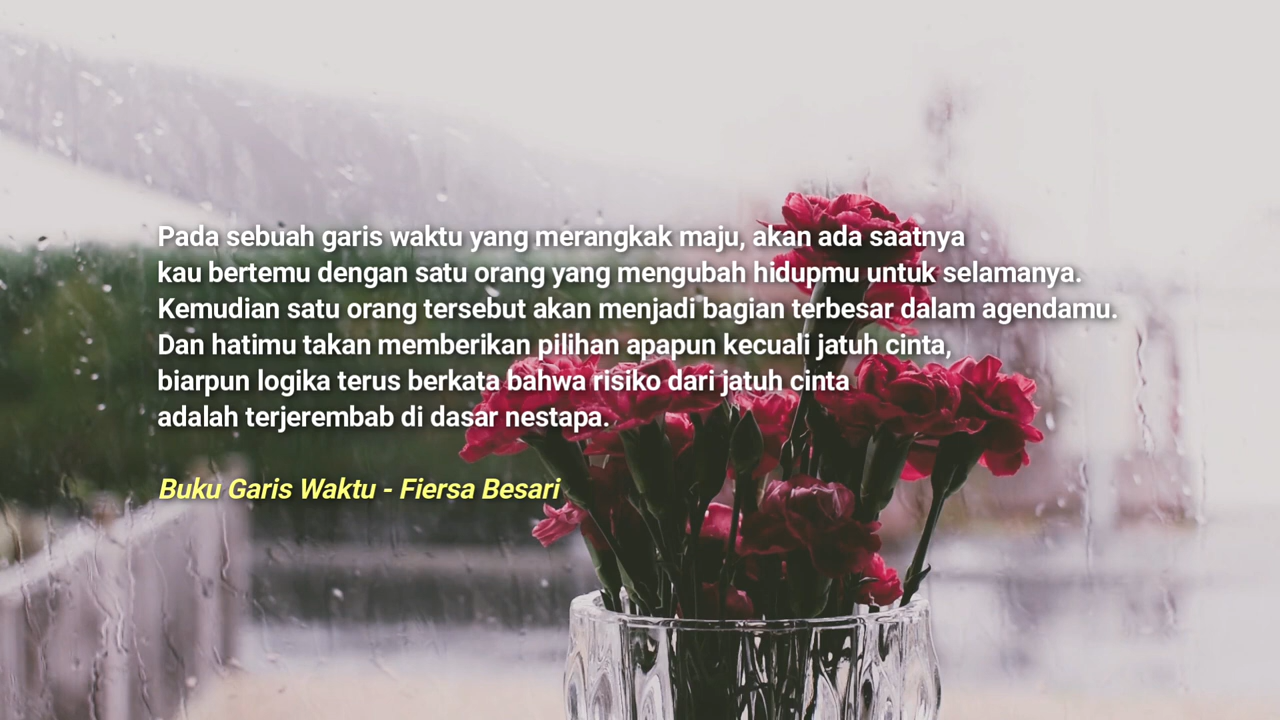 Pada sebuah garis waktu yang merangkak maju, akan ada saatnya
kau bertemu dengan satu orang yang mengubah hidupmu untuk selamanya.
Kemudian satu orang tersebut akan menjadi bagian terbesar dalam agendamu.
Dan hatimu takan memberikan pilihan apapun kecuali jatuh cinta,
biarpun logika terus berkata bahwa risiko dari jatuh cinta
adalah terjerembab di dasar nestapa.
Buku Garis Waktu - Fiersa Besari